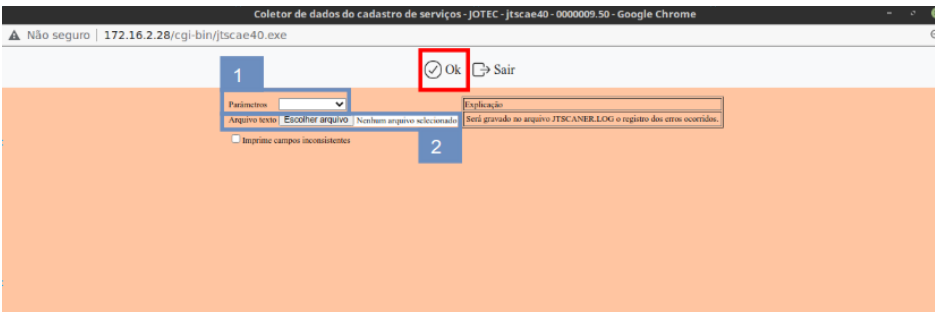 Coletor de dados do cadastro de serviços - JOTEC - jtscae40 - 0000009.50 - Google Chrome
Não seguro | 172.16.2.28/cgi-bin/jtscae40.exe
Ok Sair
1
Parâmetros
Explicação
Arquivo texto Escolher arquivo Nenhum arquivo selecionado
Será gravado no arquivo JTSCANER.LOG o registro dos erros ocorridos.
Imprime campos inconsistentes
2